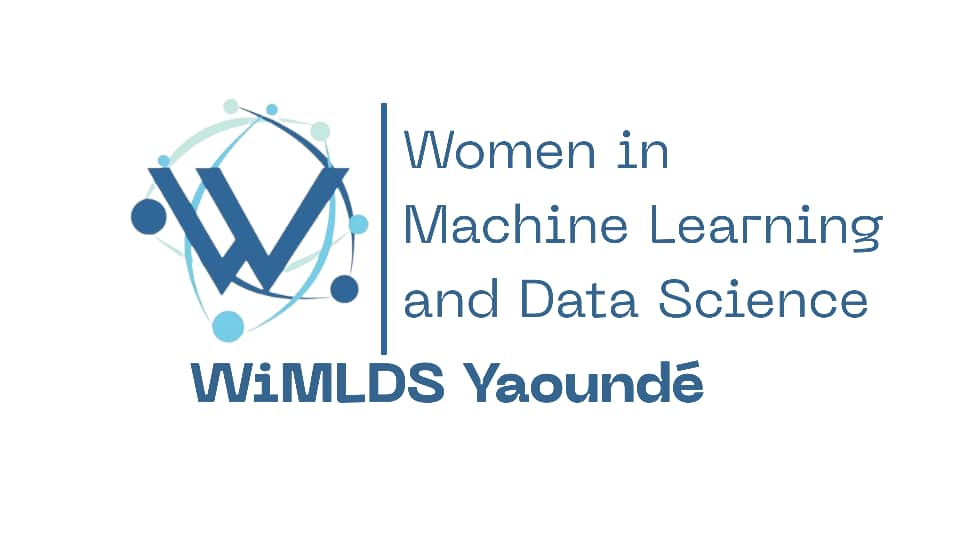 Women in
Machine Learning
and Data Science
WiMLDS Yaoundé